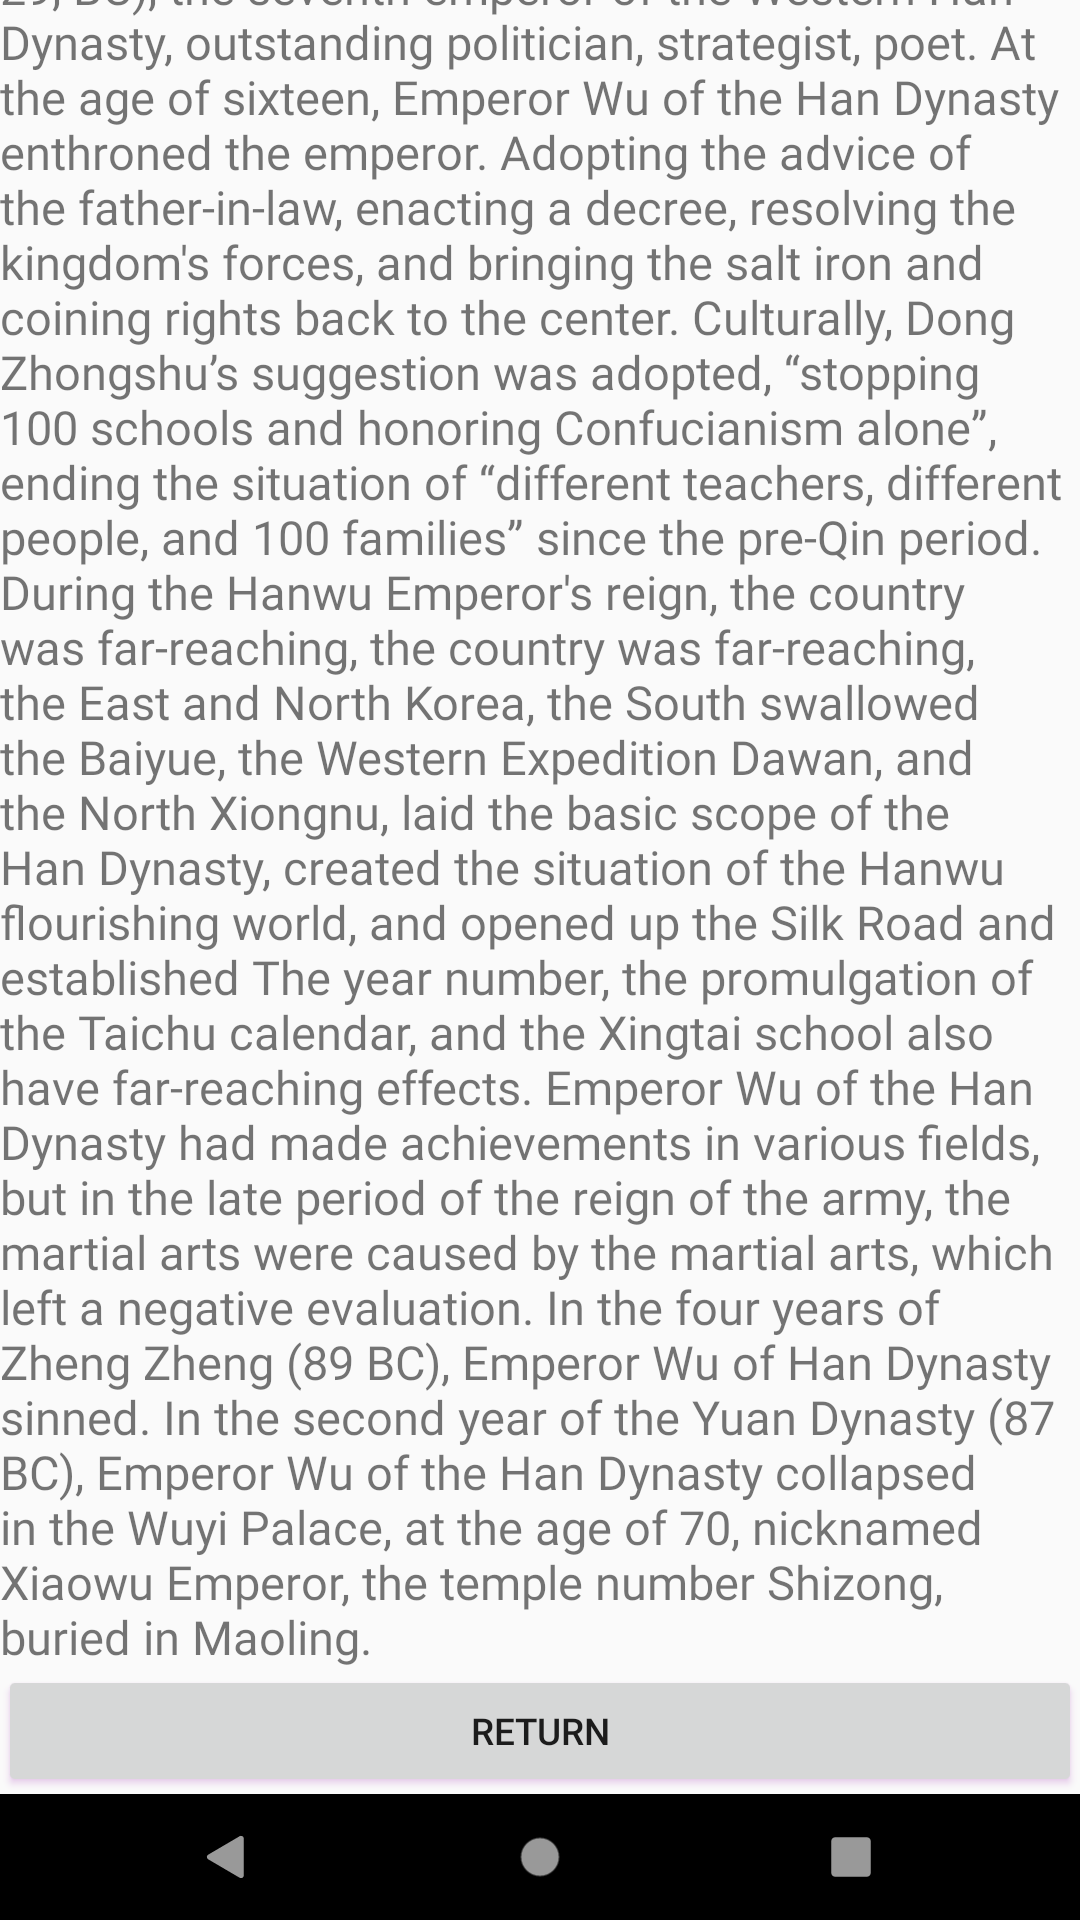 29, BC), the seventh emperor of the Western Han
Dynasty, outstanding politician, strategist, poet. At
the age of sixteen, Emperor Wu of the Han Dynasty
enthroned the emperor. Adopting the advice of
the father-in-law, enacting a decree, resolving the
kingdom's forces, and bringing the salt iron and
coining rights back to the center. Culturally, Dong
Zhongshu’s suggestion was adopted, “stopping
100 schools and honoring Confucianism alone”,
ending the situation of “different teachers, different
people, and 100 families” since the pre-Qin period.
During the Hanwu Emperor's reign, the country
was far-reaching, the country was far-reaching,
the East and North Korea, the South swallowed
the Baiyue, the Western Expedition Dawan, and
the North Xiongnu, laid the basic scope of the
Han Dynasty, created the situation of the Hanwu
flourishing world, and opened up the Silk Road and
established The year number, the promulgation of
the Taichu calendar, and the Xingtai school also
have far-reaching effects. Emperor Wu of the Han
Dynasty had made achievements in various fields,
but in the late period of the reign of the army, the
martial arts were caused by the martial arts, which
left a negative evaluation. In the four years of
Zheng Zheng (89 BC), Emperor Wu of Han Dynasty
sinned. In the second year of the Yuan Dynasty (87
BC), Emperor Wu of the Han Dynasty collapsed
in the Wuyi Palace, at the age of 70, nicknamed
Xiaowu Emperor, the temple number Shizong,
buried in Maoling.
RETURN